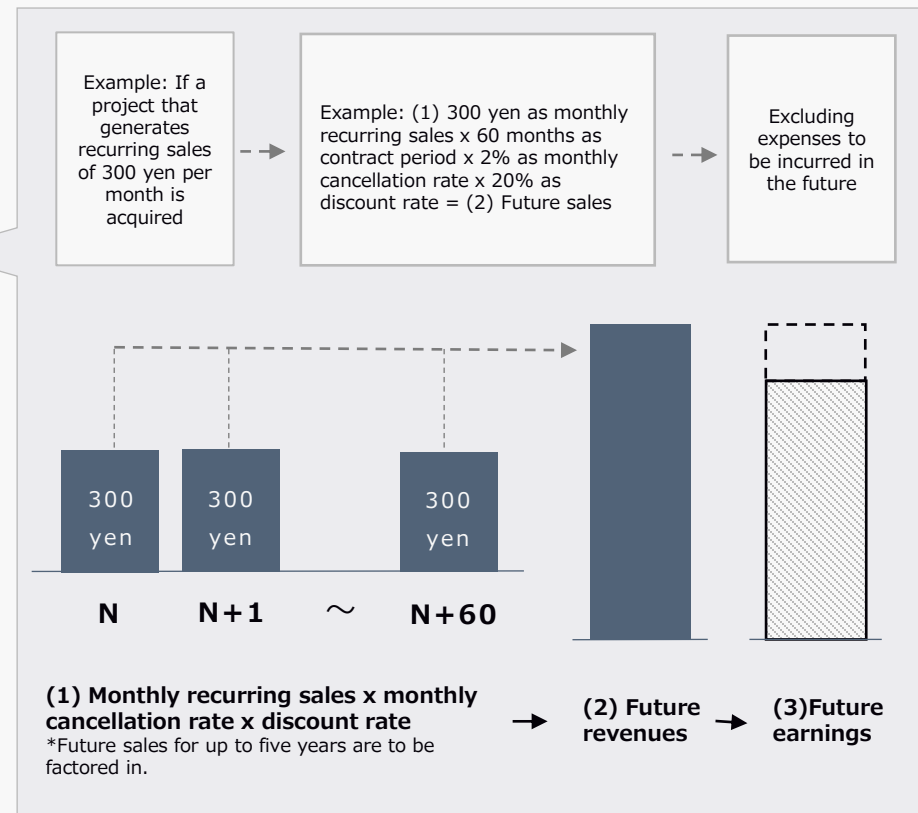 Example: If a
project that
generates
recurring sales
of 300 yen per
month is
acquired
Example: (1) 300 yen as monthly
recurring sales x 60 months as
contract period x 2% as monthly
cancellation rate x 20% as
discount rate = (2) Future sales
Excluding
expenses to
be incurred in
the future
300
yen
300
yen
300
yen
N
N+1
～
N+60
(1) Monthly recurring sales x monthly
cancellation rate x discount rate
*Future sales for up to five years are to be
factored in.
(2) Future
revenues
(3)Future
earnings